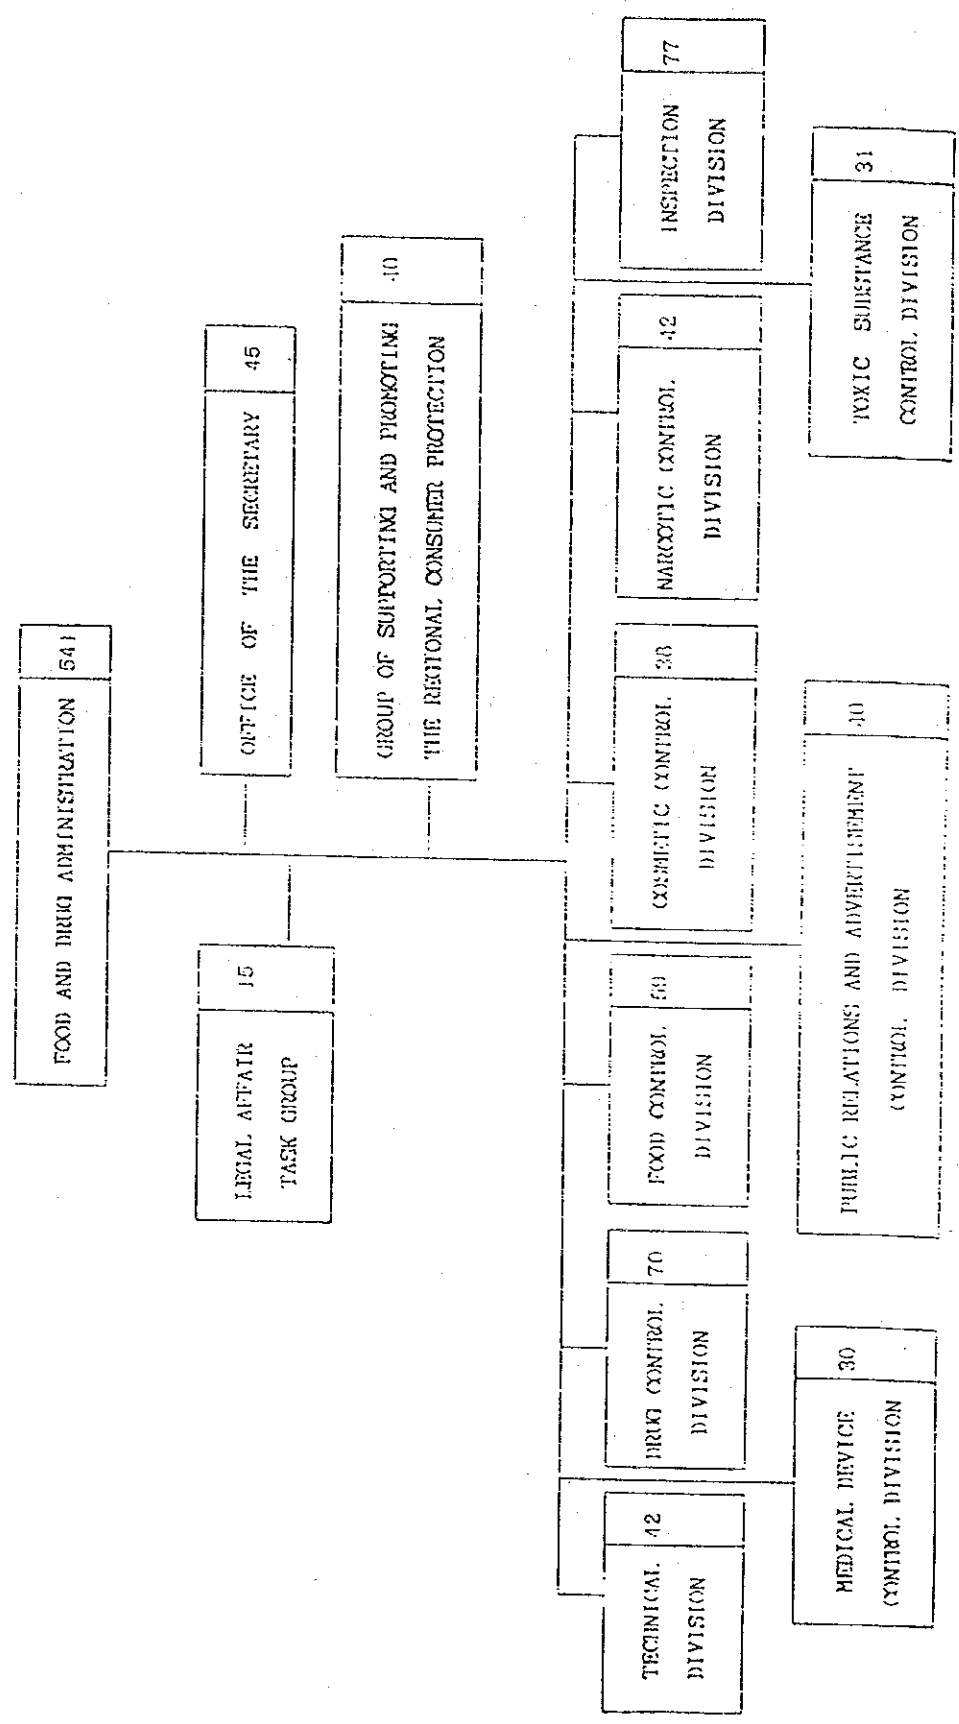 FOOD AND DRUG ADMINISTRATION 541
OFFICE OF THE SECRETARY 45
LEGAL AFFAIR 15
TASK GROUP
GROUP OF SUPPORTING AND PROMOTING 40
THE REGIONAL CONSUMER PROTECTION
TECHNICAL 42
DIVISION
DRUG CONTROL 70
DIVISION
FOOD CONTROL 59
DIVISION
COSMETIC CONTROL 38
DIVISION
NARCOTIC CONTROL 42
DIVISION
INSPECTION 77
DIVISION
MEDICAL DEVICE 30
CONTROL DIVISION
PUBLIC RELATIONS AND ADVERTISEMENT 40
CONTROL DIVISION
TOXIC SUBSTANCE 31
CONTROL DIVISION